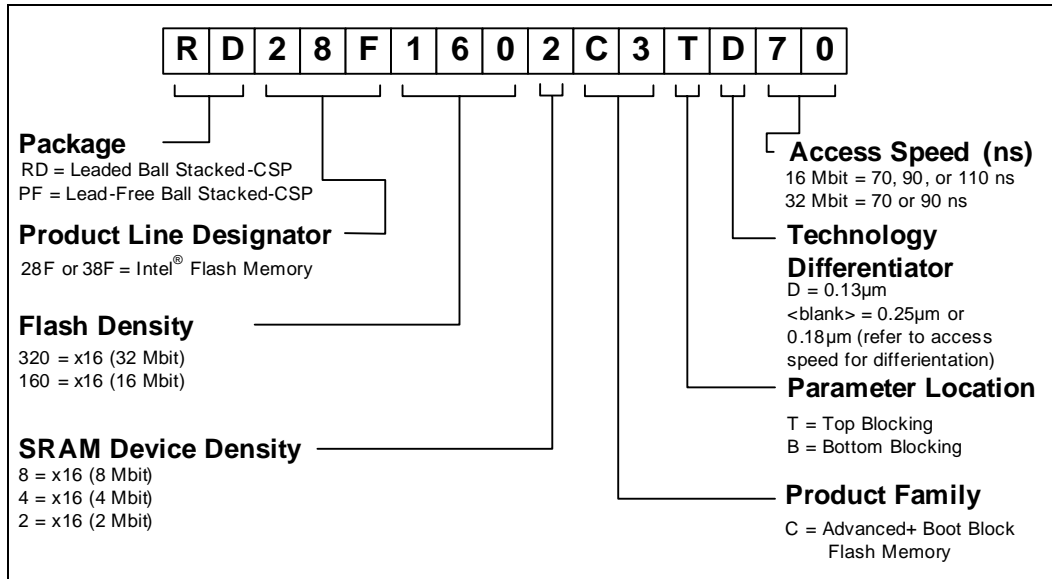 R D 2 8 F 1 6 0 2 C 3 T D 7 0
Package
RD = Leaded Ball Stacked-CSP
PF = Lead-Free Ball Stacked-CSP
Product Line Designator
28F or 38F = Intel® Flash Memory
Flash Density
320 = x16 (32 Mbit)
160 = x16 (16 Mbit)
SRAM Device Density
8 = x16 (8 Mbit)
4 = x16 (4 Mbit)
2 = x16 (2 Mbit)
Access Speed (ns)
16 Mbit = 70, 90, or 110 ns
32 Mbit = 70 or 90 ns
Technology
Differentiator
D = 0.13µm
<blank> = 0.25µm or
0.18µm (refer to access
speed for differientation)
Parameter Location
T = Top Blocking
B = Bottom Blocking
Product Family
C = Advanced+ Boot Block
Flash Memory